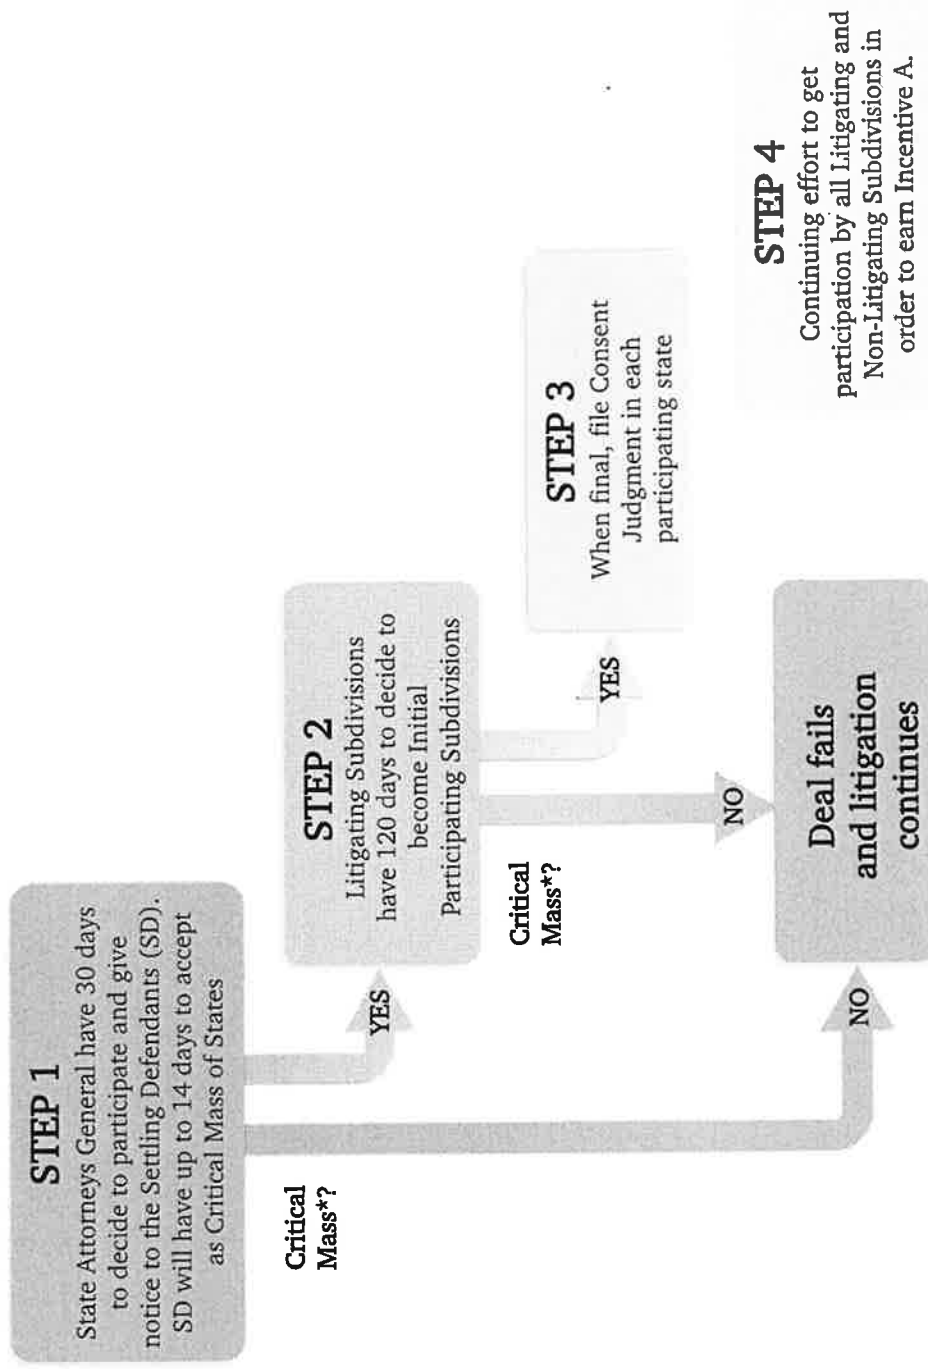 STEP 1
State Attorneys General have 30 days
to decide to participate and give
notice to the Settling Defendants (SD).
SD will have up to 14 days to accept
as Critical Mass of States
Critical
Mass*?
YES
NO
STEP 2
Litigating Subdivisions
have 120 days to decide to
become Initial
Participating Subdivisions
Critical
Mass*?
YES
NO
STEP 3
When final, file Consent
Judgment in each
participating state
Deal fails
and litigation
continues
STEP 4
Continuing effort to get
participation by all Litigating and
Non-Litigating Subdivisions in
order to earn Incentive A.